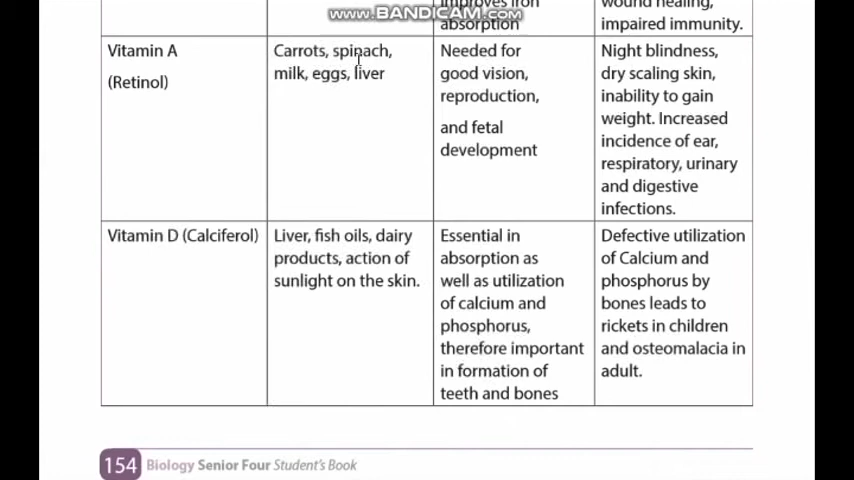 www.BANDICAM.com
improves iron
absorption
wound healing,
impaired immunity.
Vitamin A
(Retinol)
Carrots, spinach,
milk, eggs, liver
Needed for
good vision,
reproduction,
and fetal
development
Night blindness,
dry scaling skin,
inability to gain
weight. Increased
incidence of ear,
respiratory, urinary
and digestive
infections.
Vitamin D (Calciferol)
Liver, fish oils, dairy
products, action of
sunlight on the skin.
Essential in
absorption as
well as utilization
of calcium and
phosphorus,
therefore important
in formation of
teeth and bones
Defective utilization
of Calcium and
phosphorus by
bones leads to
rickets in children
and osteomalacia in
adult.
154 Biology Senior Four Student's Book